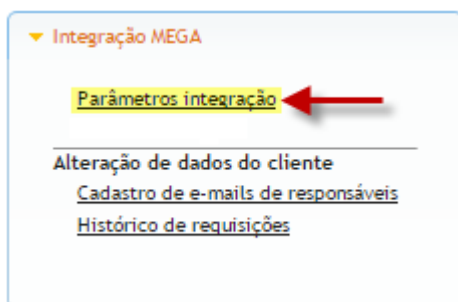 Integração MEGA
Parâmetros integração
Alteração de dados do cliente
Cadastro de e-mails de responsáveis
Histórico de requisições